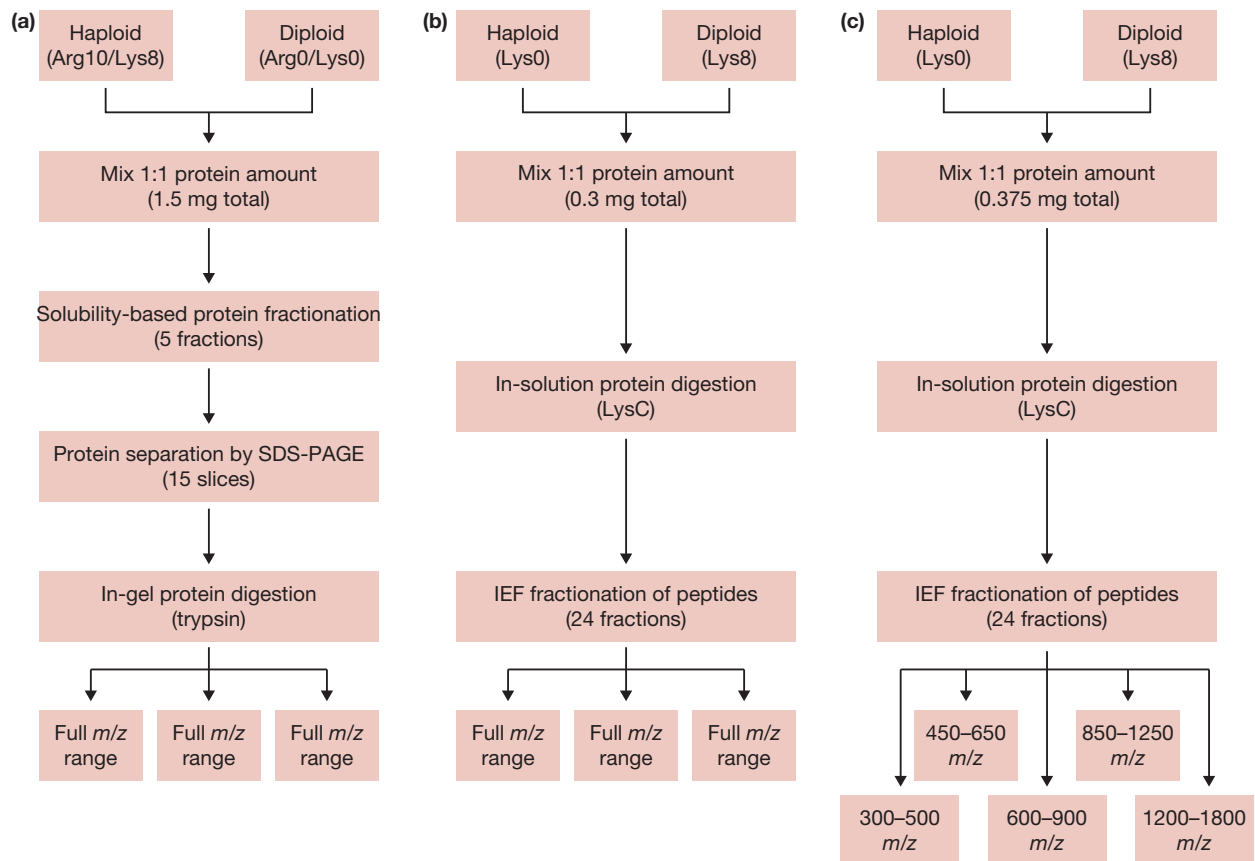 (a)
Haploid
(Arg10/Lys8)
Diploid
(Arg0/Lys0)
Mix 1:1 protein amount
(1.5 mg total)
Solubility-based protein fractionation
(5 fractions)
Protein separation by SDS-PAGE
(15 slices)
In-gel protein digestion
(trypsin)
Full m/z
range
Full m/z
range
Full m/z
range
(b)
Haploid
(Lys0)
Diploid
(Lys8)
Mix 1:1 protein amount
(0.3 mg total)
In-solution protein digestion
(LysC)
IEF fractionation of peptides
(24 fractions)
Full m/z
range
Full m/z
range
Full m/z
range
(c)
Haploid
(Lys0)
Diploid
(Lys8)
Mix 1:1 protein amount
(0.375 mg total)
In-solution protein digestion
(LysC)
IEF fractionation of peptides
(24 fractions)
450–650
m/z
850–1250
m/z
300–500
m/z
600–900
m/z
1200–1800
m/z